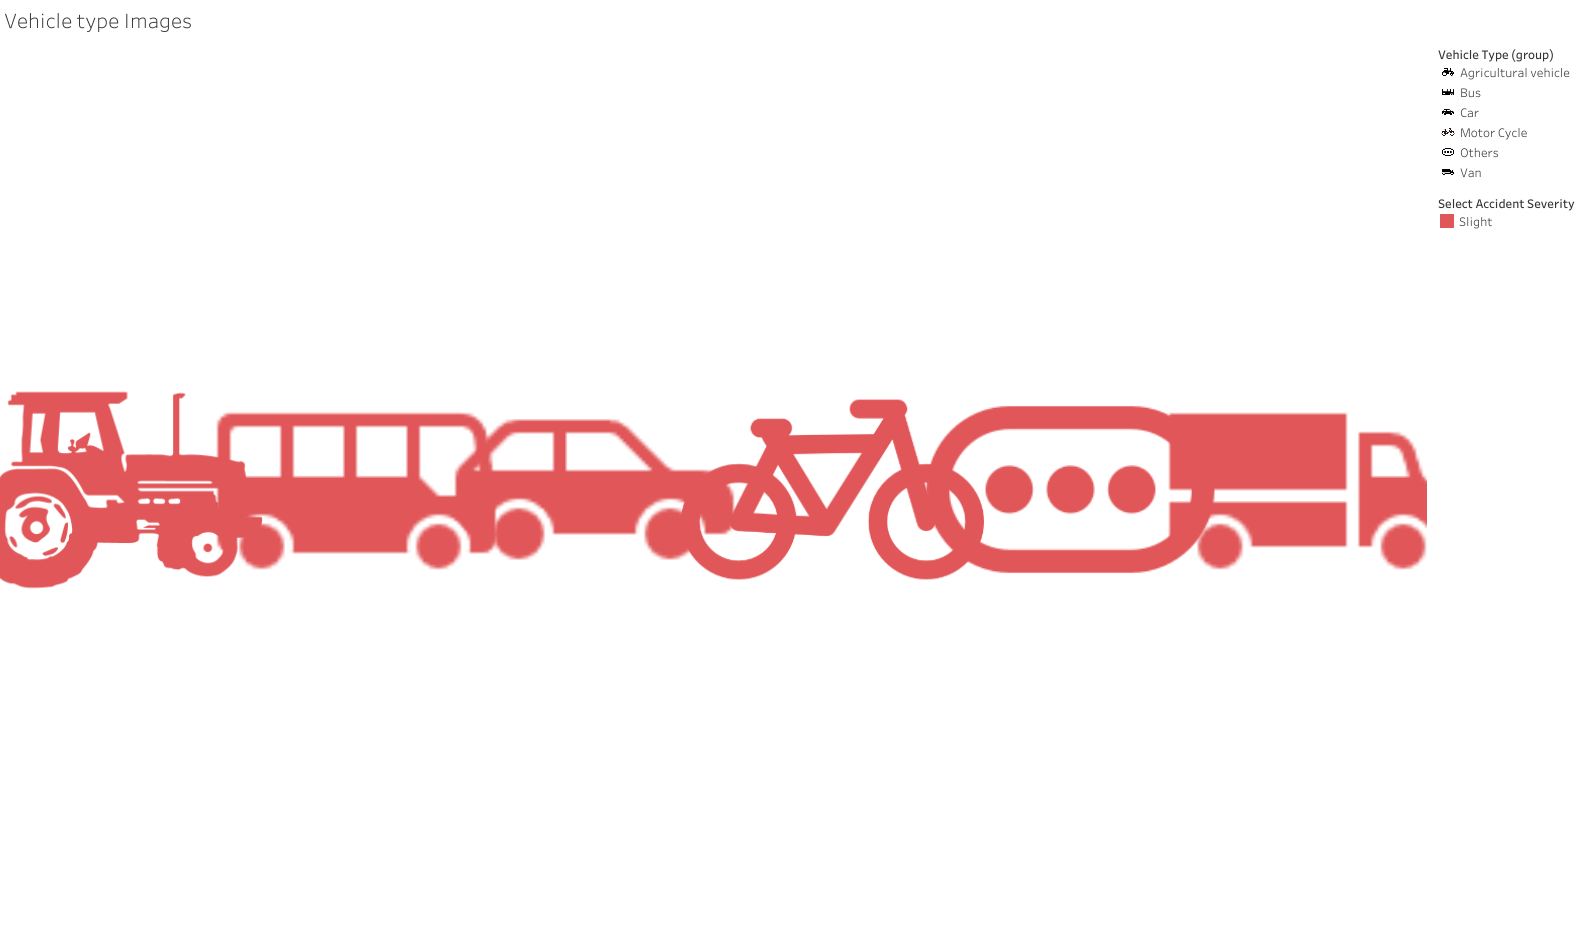 Vehicle type Images
Vehicle Type (group)
Agricultural vehicle
Bus
Car
Motor Cycle
Others
Van
Select Accident Severity
Slight